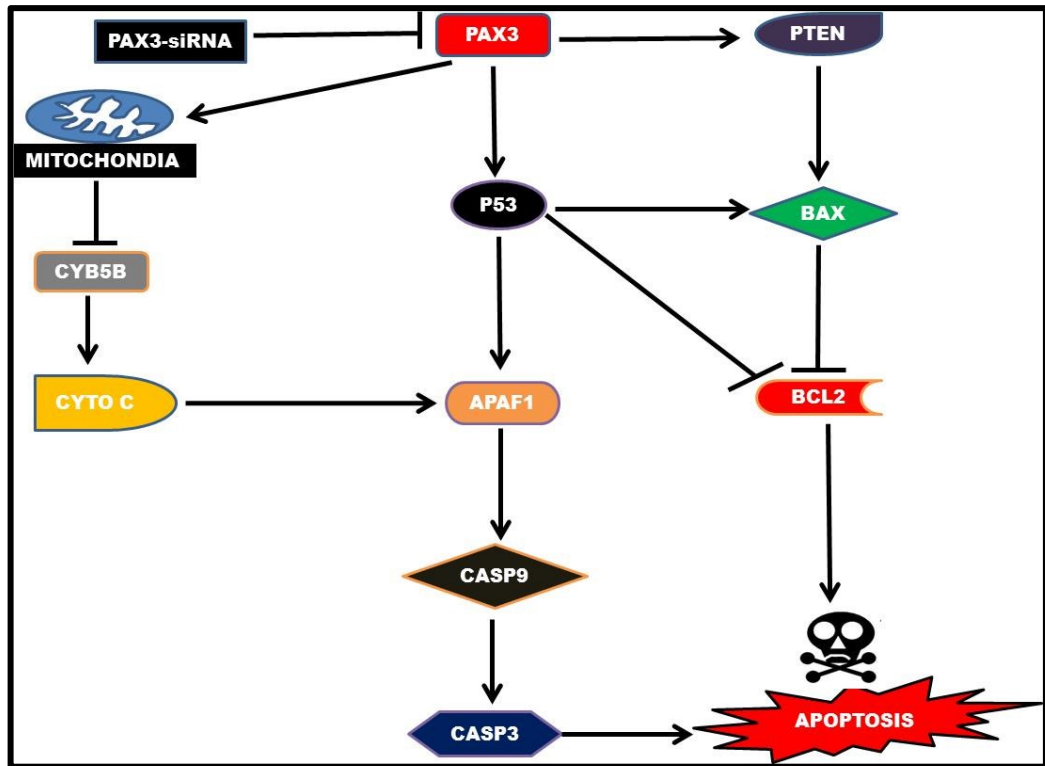 PAX3-siRNA
PAX3
PTEN
MITOCHONDIA
P53
BAX
CYB5B
CYTO C
APAF1
BCL2
CASP9
CASP3
APOPTOSIS